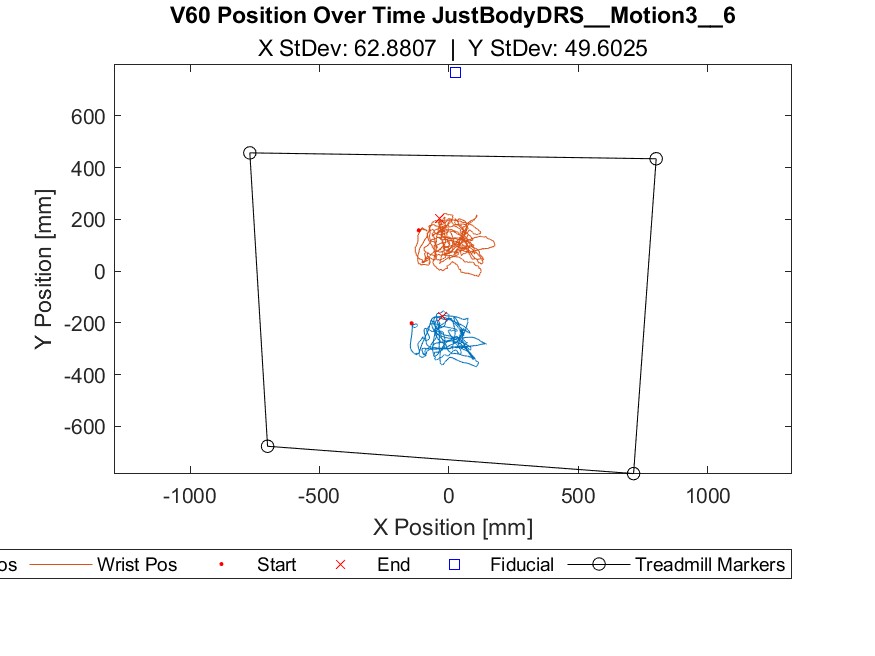 V60 Position Over Time JustBodyDRS__Motion3__6
X StDev: 62.8807 | Y StDev: 49.6025
600
400
200
0
-200
-400
-600
Y Position [mm]
-1000 -500 0 500 1000
X Position [mm]
os Wrist Pos Start End Fiducial Treadmill Markers